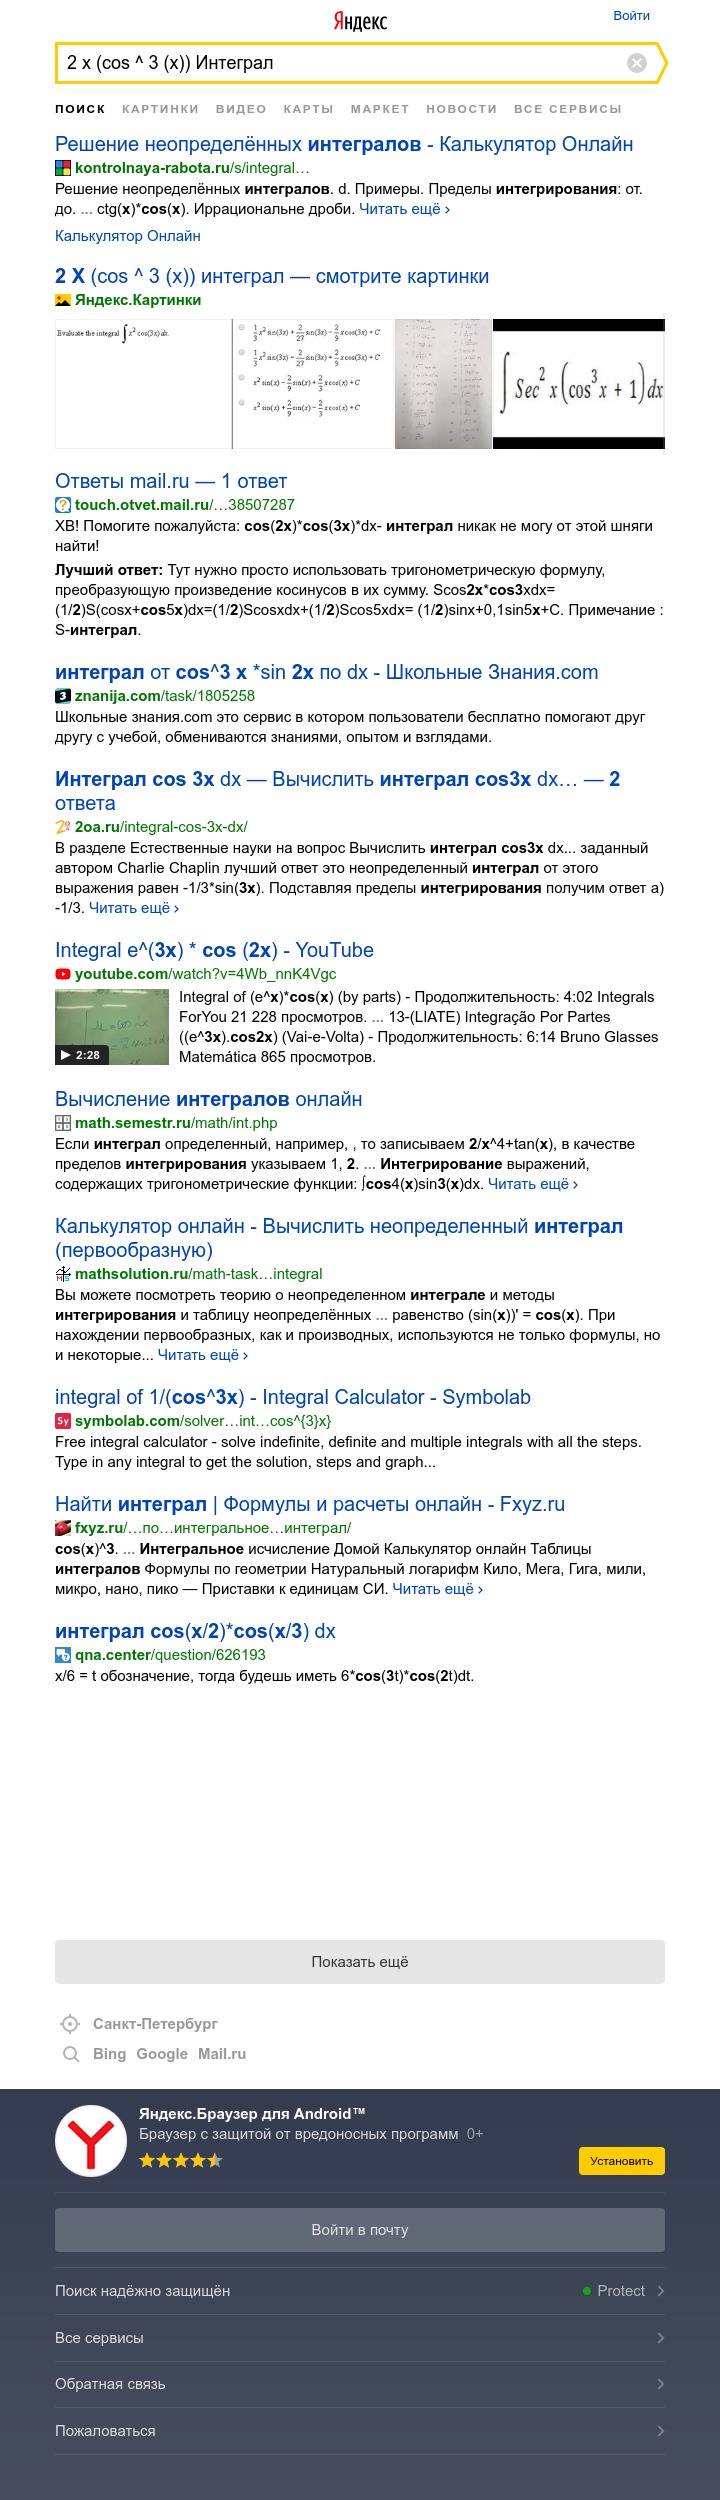 Яндекс
Войти
2 x (cos ^ 3 (x)) Интеграл
ПОИСК КАРТИНКИ ВИДЕО КАРТЫ МАРКЕТ НОВОСТИ ВСЕ СЕРВИСЫ
Решение неопределённых интегралов - Калькулятор Онлайн
kontrolnaya-rabota.ru/s/integral…
Решение неопределённых интегралов. d. Примеры. Пределы интегрирования: от.
до. ... ctg(x)*cos(x). Иррациональне дроби. Читать ещё ›
Калькулятор Онлайн
2 X (cos ^ 3 (x)) интеграл — смотрите картинки
Яндекс.Картинки
Evaluate the integral ∫ x² cos(3x) dx.
1/3 x² sin(3x) + 2/27 sin(3x) − 2/9 x cos(3x) + C
1/3 x² sin(3x) − 2/27 sin(3x) + 2/9 x cos(3x) + C
x² sin(x) − 2/9 sin(x) + 2/3 x cos(x) + C
x² sin(x) + 2/9 sin(x) − 2/3 x cos(x) + C
∫ Sec² x (cos³ x + 1) dx
Ответы mail.ru — 1 ответ
touch.otvet.mail.ru/…38507287
ХВ! Помогите пожалуйста: cos(2x)*cos(3x)*dx- интеграл никак не могу от этой шняги
найти!
Лучший ответ: Тут нужно просто использовать тригонометрическую формулу,
преобразующую произведение косинусов в их сумму. Scos2x*cos3xdx=
(1/2)S(cosx+cos5x)dx=(1/2)Scosxdx+(1/2)Scos5xdx= (1/2)sinx+0,1sin5x+C. Примечание :
S-интеграл.
интеграл от cos^3 x *sin 2x по dx - Школьные Знания.com
znanija.com/task/1805258
Школьные знания.com это сервис в котором пользователи бесплатно помогают друг
другу с учебой, обмениваются знаниями, опытом и взглядами.
Интеграл cos 3x dx — Вычислить интеграл cos3x dx… — 2
ответа
2oa.ru/integral-cos-3x-dx/
В разделе Естественные науки на вопрос Вычислить интеграл cos3x dx... заданный
автором Charlie Chaplin лучший ответ это неопределенный интеграл от этого
выражения равен -1/3*sin(3x). Подставляя пределы интегрирования получим ответ а)
-1/3. Читать ещё ›
Integral e^(3x) * cos (2x) - YouTube
youtube.com/watch?v=4Wb_nnK4Vgc
Integral of (e^x)*cos(x) (by parts) - Продолжительность: 4:02 Integrals
ForYou 21 228 просмотров. ... 13-(LIATE) Integração Por Partes
((e^3x).cos2x) (Vai-e-Volta) - Продолжительность: 6:14 Bruno Glasses
Matemática 865 просмотров.
2:28
Вычисление интегралов онлайн
math.semestr.ru/math/int.php
Если интеграл определенный, например, , то записываем 2/x^4+tan(x), в качестве
пределов интегрирования указываем 1, 2. ... Интегрирование выражений,
содержащих тригонометрические функции: ∫cos4(x)sin3(x)dx. Читать ещё ›
Калькулятор онлайн - Вычислить неопределенный интеграл
(первообразную)
mathsolution.ru/math-task…integral
Вы можете посмотреть теорию о неопределенном интеграле и методы
интегрирования и таблицу неопределённых ... равенство (sin(x))' = cos(x). При
нахождении первообразных, как и производных, используются не только формулы, но
и некоторые... Читать ещё ›
integral of 1/(cos^3x) - Integral Calculator - Symbolab
symbolab.com/solver…int…cos^{3}x}
Free integral calculator - solve indefinite, definite and multiple integrals with all the steps.
Type in any integral to get the solution, steps and graph...
Найти интеграл | Формулы и расчеты онлайн - Fxyz.ru
fxyz.ru/…по…интегральное…интеграл/
cos(x)^3. ... Интегральное исчисление Домой Калькулятор онлайн Таблицы
интегралов Формулы по геометрии Натуральный логарифм Кило, Мега, Гига, мили,
микро, нано, пико — Приставки к единицам СИ. Читать ещё ›
интеграл cos(x/2)*cos(x/3) dx
qna.center/question/626193
x/6 = t обозначение, тогда будешь иметь 6*cos(3t)*cos(2t)dt.
Показать ещё
Санкт-Петербург
Bing Google Mail.ru
Яндекс.Браузер для Android™
Браузер с защитой от вредоносных программ 0+
Установить
Войти в почту
Поиск надёжно защищён
Protect
Все сервисы
Обратная связь
Пожаловаться